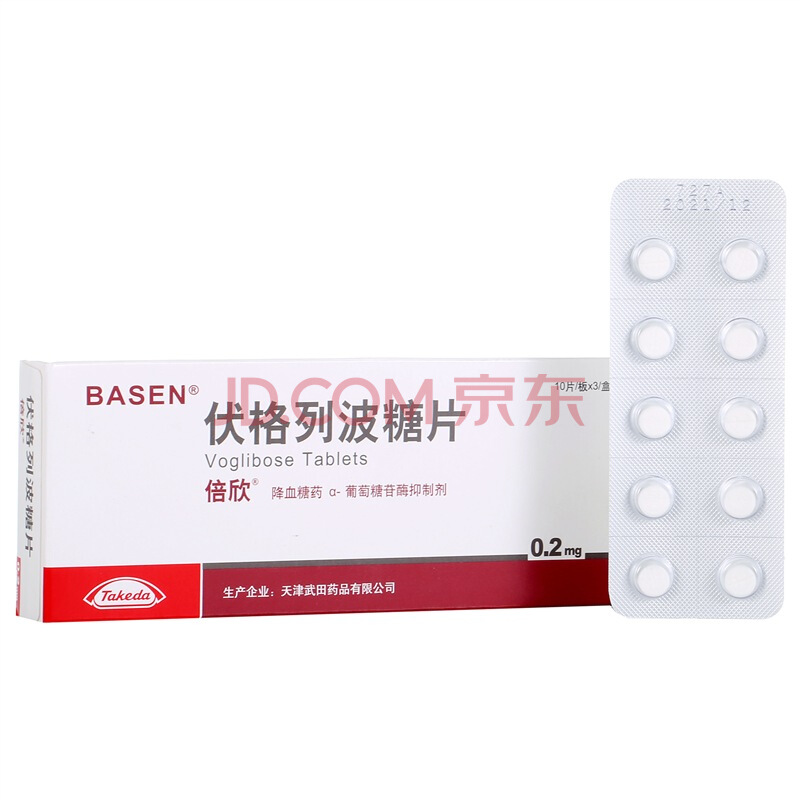 727A
2021/12
10片/板x3/盒
BASEN®
JD.COM 京东
伏格列波糖片
Voglibose Tablets
倍欣® 降血糖药 α- 葡萄糖苷酶抑制剂
0.2mg
Takeda
生产企业：天津武田药品有限公司
伏格列波糖片
倍欣®